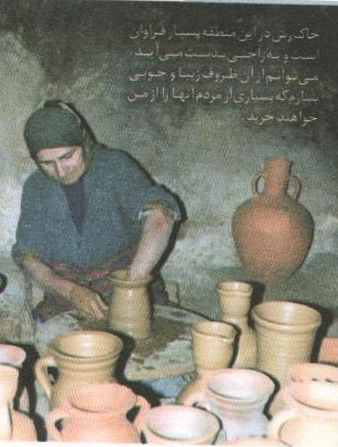 خاک رس در این منطقه بسیار فراوان
است و به راحتی بدست می آید
می توانم از آن ظروف زیبا و خوبی
بسازم که بسیاری از مردم آنها را از من
خواهند خرید.